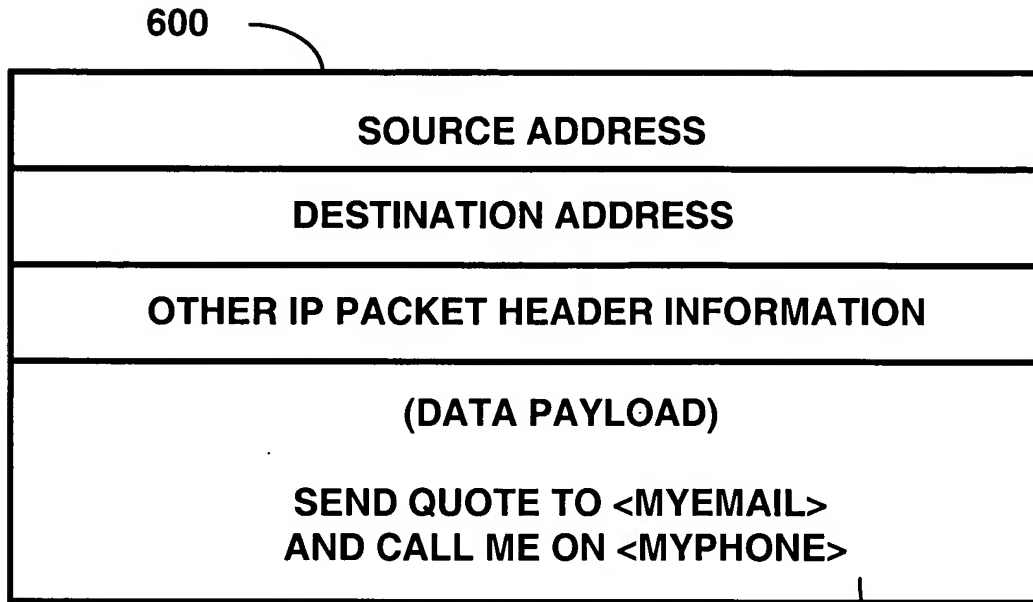 600
SOURCE ADDRESS
DESTINATION ADDRESS
OTHER IP PACKET HEADER INFORMATION
(DATA PAYLOAD)
SEND QUOTE TO <MYEMAIL>
AND CALL ME ON <MYPHONE>